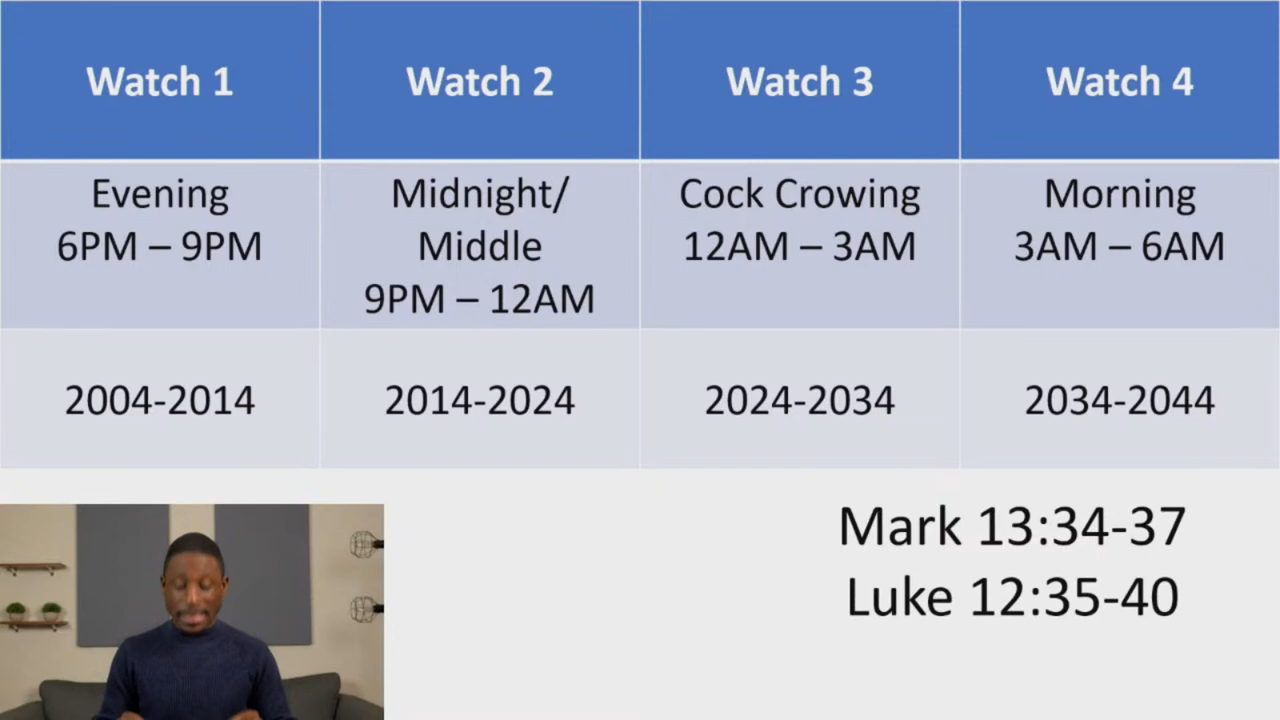 Watch 1
Watch 2
Watch 3
Watch 4
Evening
6PM – 9PM
Midnight/
Middle
9PM – 12AM
Cock Crowing
12AM – 3AM
Morning
3AM – 6AM
2004-2014
2014-2024
2024-2034
2034-2044
Mark 13:34-37
Luke 12:35-40